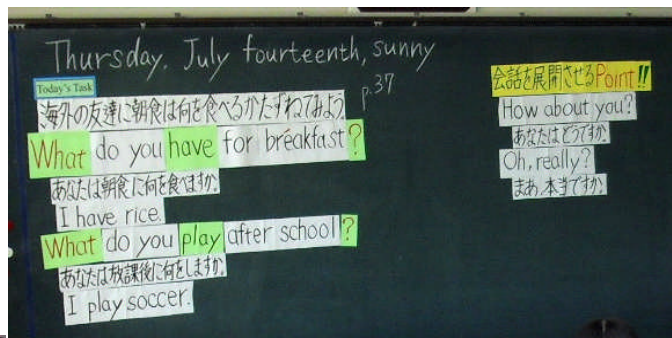 Thursday. July fourteenth, sunny
Today's Task
p.37
海外の友達に朝食は何を食べるかたずねてみよう
What do you have for breakfast?
あなたは朝食に何を食べますか。
I have rice.
What do you play after school?
あなたは放課後に何をしますか。
I play soccer.
会話を展開させるPoint!!
How about you?
あなたはどうですか。
Oh, really?
まあ、本当ですか。